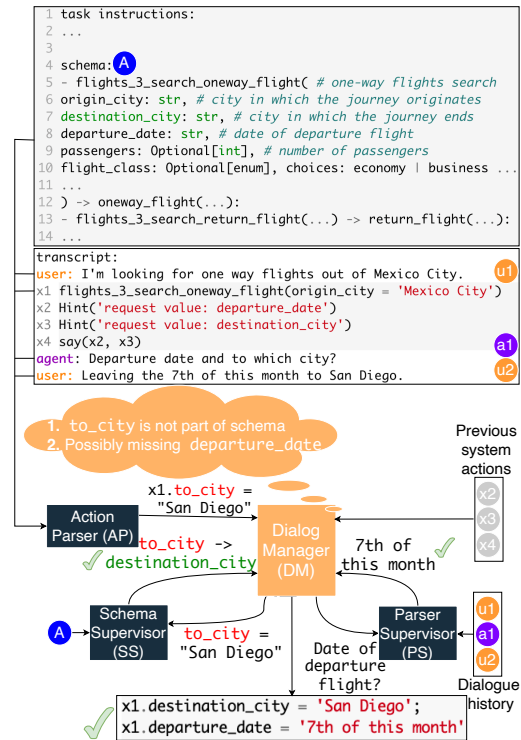 1 task instructions:
2 ...
3
4 schema: A
5 - flights_3_search_oneway_flight( # one-way flights search
6 origin_city: str, # city in which the journey originates
7 destination_city: str, # city in which the journey ends
8 departure_date: str, # date of departure flight
9 passengers: Optional[int], # number of passengers
10 flight_class: Optional[enum], choices: economy | business ...
11 ...
12 ) -> oneway_flight(...):
13 - flights_3_search_return_flight(...) -> return_flight(...):
14 ...
transcript:
user: I'm looking for one way flights out of Mexico City. u1
x1 flights_3_search_oneway_flight(origin_city = 'Mexico City')
x2 Hint('request value: departure_date')
x3 Hint('request value: destination_city')
x4 say(x2, x3)
a1
agent: Departure date and to which city?
user: Leaving the 7th of this month to San Diego. u2
1. to_city is not part of schema
2. Possibly missing departure_date
Previous
system
actions
x2
x3
x4
x1.to_city =
"San Diego"
Action
Parser (AP)
Dialog
Manager
(DM)
to_city ->
destination_city
7th of
this month
Schema
Supervisor
(SS)
A
to_city =
"San Diego"
Date of
departure
flight?
Parser
Supervisor
(PS)
u1
a1
u2
Dialogue
history
x1.destination_city = 'San Diego';
x1.departure_date = '7th of this month'